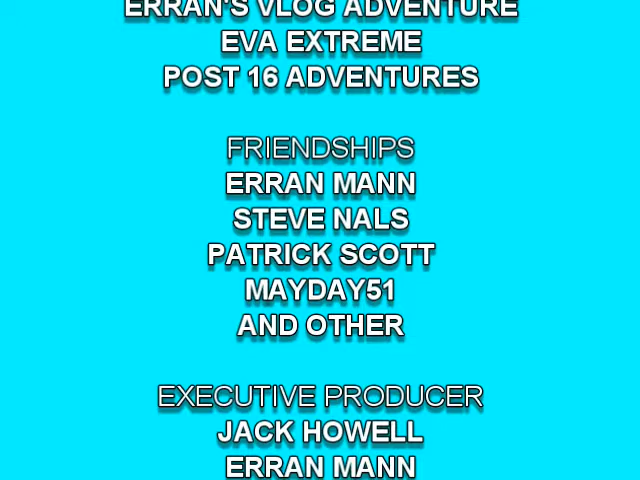 ERRAN'S VLOG ADVENTURE
EVA EXTREME
POST 16 ADVENTURES
FRIENDSHIPS
ERRAN MANN
STEVE NALS
PATRICK SCOTT
MAYDAY51
AND OTHER
EXECUTIVE PRODUCER
JACK HOWELL
ERRAN MANN